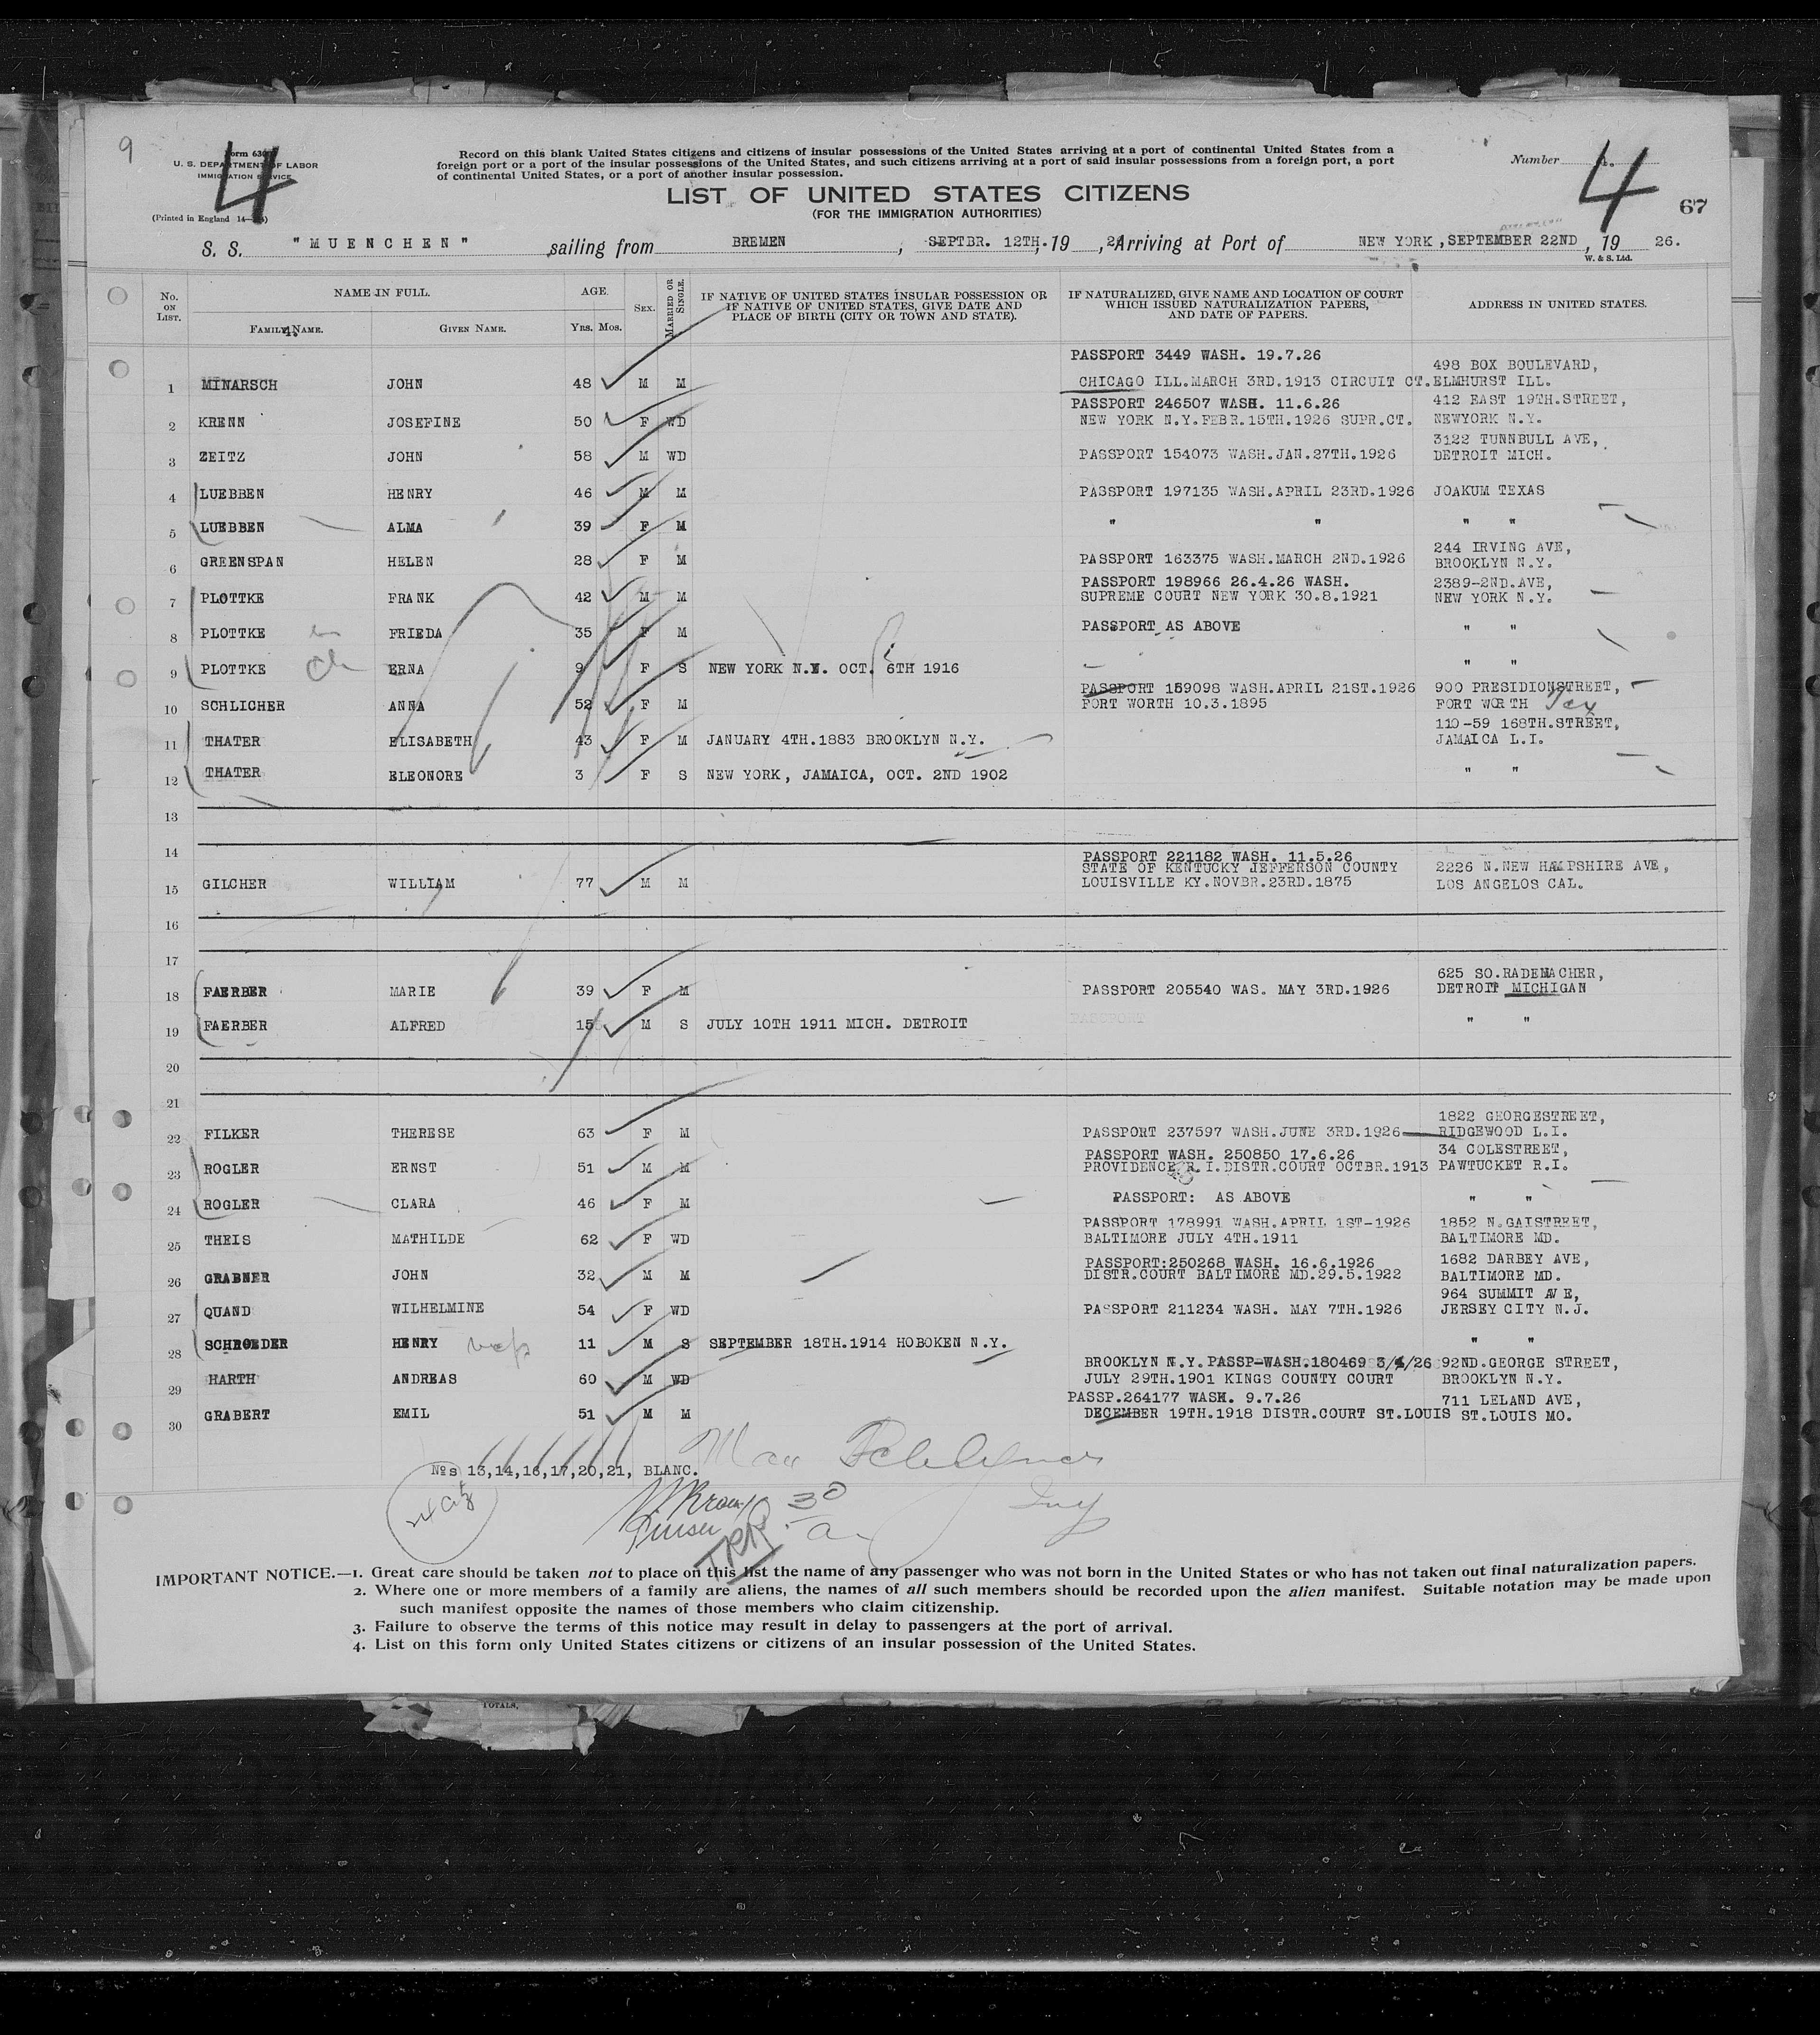 9
4
Form 630
U. S. DEPARTMENT OF LABOR
IMMIGRATION SERVICE
(Printed in England
Record on this blank United States citizens and citizens of insular possessions of the United States arriving at a port of continental United States from a
foreign port or a port of the insular possessions of the United States, and such citizens arriving at a port of said insular possessions from a foreign port, a port
of continental United States, or a port of another insular possession.
Number
4
67
LIST OF UNITED STATES CITIZENS
(FOR THE IMMIGRATION AUTHORITIES)
S. S. "MUENCHEN" sailing from BREMEN, SEPTBR. 12TH. 19, Arriving at Port of NEW YORK, SEPTEMBER 22ND, 19 26.
W. & S. Ltd.
No. ON LIST. NAME IN FULL. AGE. SEX. MARRIED OR SINGLE. IF NATIVE OF UNITED STATES INSULAR POSSESSION OR IF NATIVE OF UNITED STATES, GIVE DATE AND PLACE OF BIRTH (CITY OR TOWN AND STATE). IF NATURALIZED, GIVE NAME AND LOCATION OF COURT WHICH ISSUED NATURALIZATION PAPERS, AND DATE OF PAPERS. ADDRESS IN UNITED STATES.
FAMILY NAME. GIVEN NAME. Yrs. Mos.
PASSPORT 3449 WASH. 19.7.26 498 BOX BOULEVARD,
1 MINARSCH JOHN 48 M M CHICAGO ILL.MARCH 3RD.1913 CIRCUIT CT. ELMHURST ILL.
PASSPORT 246507 WASH. 11.6.26 412 EAST 19TH.STREET,
2 KRENN JOSEFINE 50 F WD NEW YORK N.Y.FEBR.15TH.1926 SUPR.CT. NEWYORK N.Y.
3122 TUNNBULL AVE,
3 ZEITZ JOHN 58 M WD PASSPORT 154073 WASH.JAN.27TH.1926 DETROIT MICH.
4 LUEBBEN HENRY 46 M M PASSPORT 197135 WASH.APRIL 23RD.1926 JOAKUM TEXAS
5 LUEBBEN ALMA 39 F M " " " "
244 IRVING AVE,
6 GREENSPAN HELEN 28 F M PASSPORT 163375 WASH.MARCH 2ND.1926 BROOKLYN N.Y.
PASSPORT 198966 26.4.26 WASH. 2389-2ND.AVE,
7 PLOTTKE FRANK 42 M M SUPREME COURT NEW YORK 30.8.1921 NEW YORK N.Y.
8 PLOTTKE FRIEDA 35 F M PASSPORT AS ABOVE " "
9 PLOTTKE Ch ERNA 9 F S NEW YORK N.Y. OCT. 6TH 1916 " "
PASSPORT 159098 WASH.APRIL 21ST.1926 900 PRESIDIONSTREET,
10 SCHLICHER ANNA 52 F M FORT WORTH 10.3.1895 FORT WORTH Tex
110-59 168TH.STREET,
11 THATER ELISABETH 43 F M JANUARY 4TH.1883 BROOKLYN N.Y. JAMAICA L.I.
12 THATER ELEONORE 3 F S NEW YORK, JAMAICA, OCT. 2ND 1902 " "
13
14
PASSPORT 221182 WASH. 11.5.26
STATE OF KENTUCKY JEFFERSON COUNTY 2226 N.NEW HAMPSHIRE AVE,
15 GILCHER WILLIAM 77 M M LOUISVILLE KY.NOVBR.23RD.1875 LOS ANGELOS CAL.
16
17
625 SO.RADEMACHER,
18 FAERBER MARIE 39 F M PASSPORT 205540 WAS. MAY 3RD.1926 DETROIT MICHIGAN
19 FAERBER ALFRED 15 M S JULY 10TH 1911 MICH. DETROIT " "
20
21
1822 GEORGESTREET,
22 FILKER THERESE 63 F M PASSPORT 237597 WASH.JUNE 3RD.1926 RIDGEWOOD L.I.
PASSPORT WASH. 250850 17.6.26 34 COLESTREET,
23 ROGLER ERNST 51 M M PROVIDENCE R.I.DISTR.COURT OCTBR.1913 PAWTUCKET R.I.
24 ROGLER CLARA 46 F M PASSPORT: AS ABOVE " "
PASSPORT 178991 WASH.APRIL 1ST-1926 1852 N.GAISTREET,
25 THEIS MATHILDE 62 F WD BALTIMORE JULY 4TH.1911 BALTIMORE MD.
PASSPORT:250268 WASH. 16.6.1926 1682 DARBEY AVE,
26 GRABNER JOHN 32 M M DISTR.COURT BALTIMORE MD.29.5.1922 BALTIMORE MD.
964 SUMMIT AVE,
27 QUAND WILHELMINE 54 F WD PASSPORT 211234 WASH. MAY 7TH.1926 JERSEY CITY N.J.
28 SCHROEDER HENRY 11 M S SEPTEMBER 18TH.1914 HOBOKEN N.Y. " "
BROOKLYN N.Y.PASSP-WASH.180469 92ND.GEORGE STREET,
29 HARTH ANDREAS 60 M WD JULY 29TH.1901 KINGS COUNTY COURT BROOKLYN N.Y.
PASSP.264177 WASH. 9.7.26 711 LELAND AVE,
30 GRABERT EMIL 51 M M DECEMBER 19TH.1918 DISTR.COURT ST.LOUIS ST.LOUIS MO.
Nos 13,14,16,17,20,21, BLANC.
30
IMPORTANT NOTICE.—1. Great care should be taken not to place on this list the name of any passenger who was not born in the United States or who has not taken out final naturalization papers.
2. Where one or more members of a family are aliens, the names of all such members should be recorded upon the alien manifest. Suitable notation may be made upon
such manifest opposite the names of those members who claim citizenship.
3. Failure to observe the terms of this notice may result in delay to passengers at the port of arrival.
4. List on this form only United States citizens or citizens of an insular possession of the United States.
TOTALS.